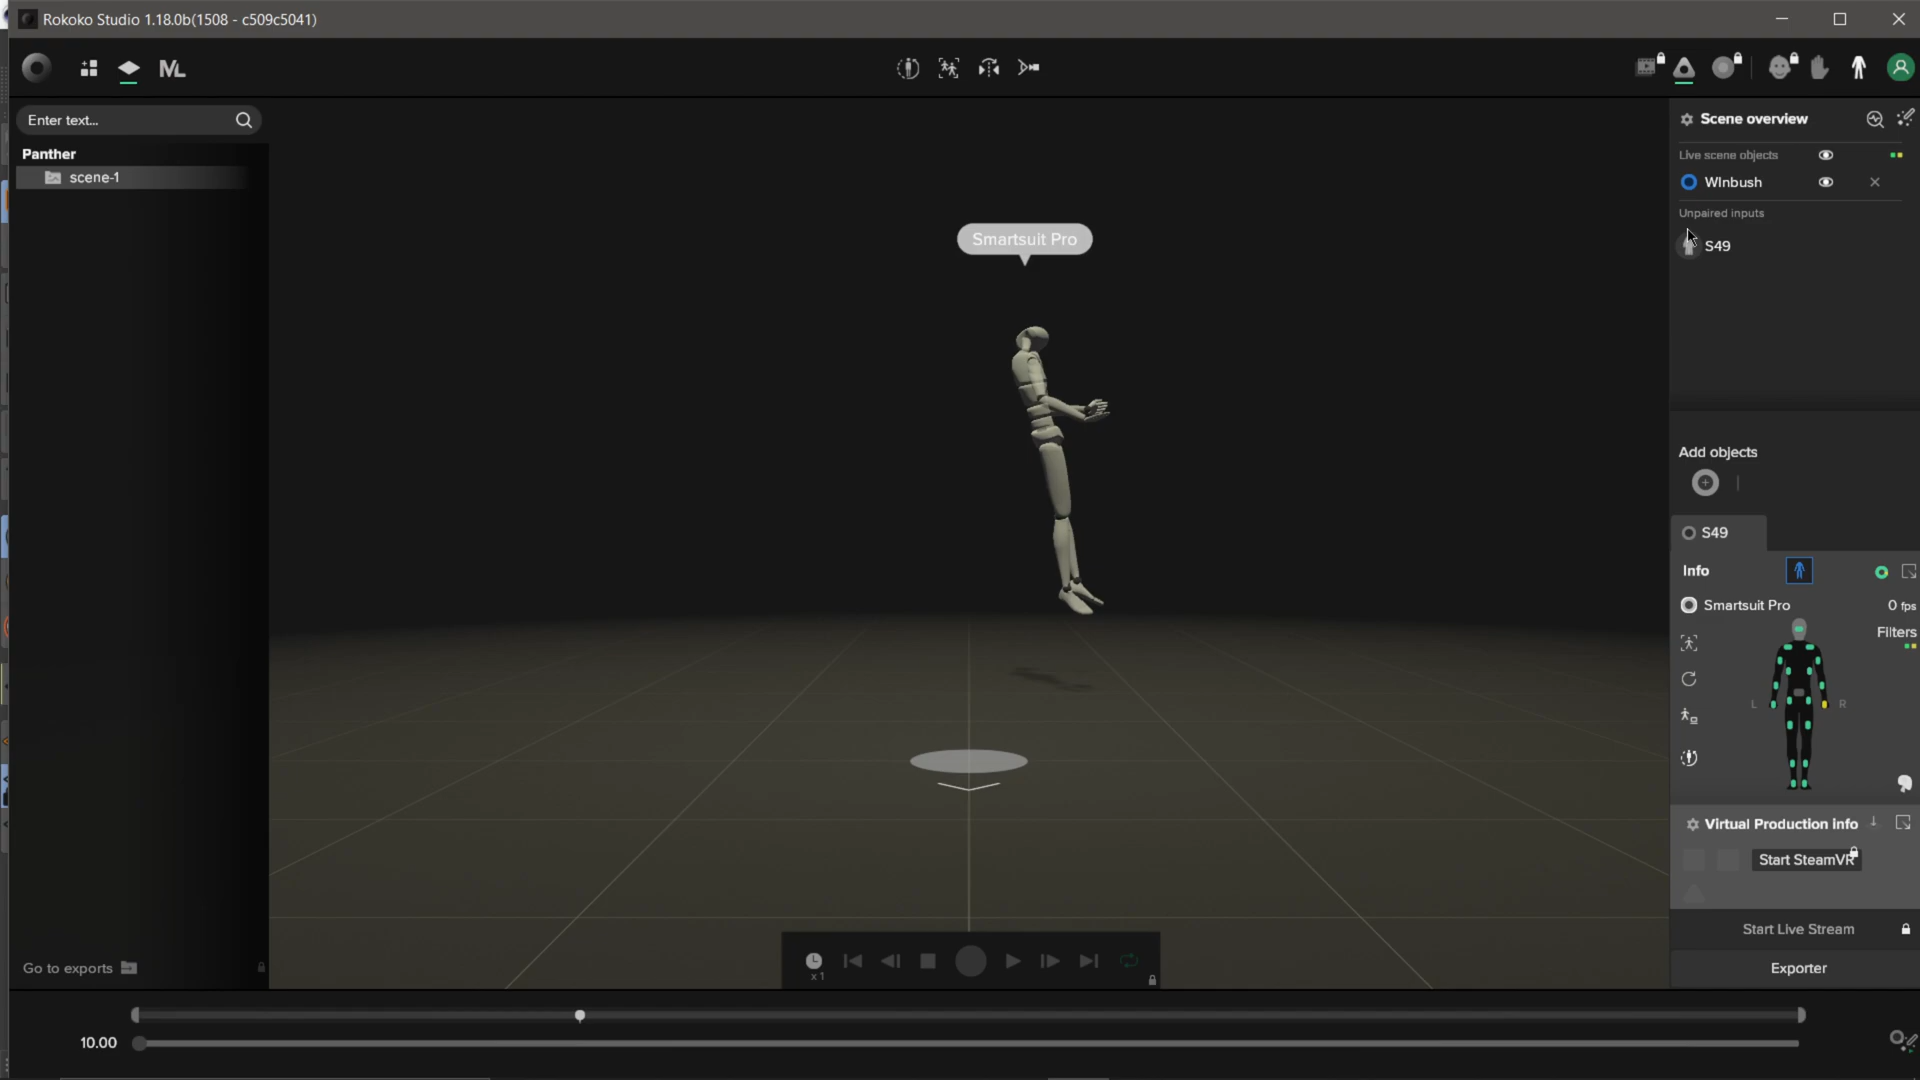 Rokoko Studio 1.18.0b(1508 - c509c5041)
ML
Enter text...
Panther
scene-1
Smartsuit Pro
Scene overview
Live scene objects
WInbush
Unpaired inputs
S49
Add objects
S49
Info
Smartsuit Pro
0 fps
Filters
L
R
Virtual Production info
Start SteamVR
Start Live Stream
Exporter
Go to exports
x1
10.00